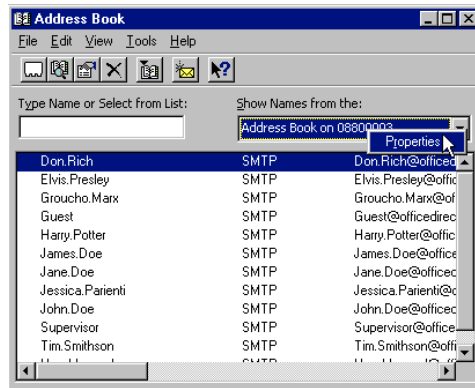 Address Book
File Edit View Tools Help
Type Name or Select from List: Show Names from the:
Address Book on 08800003
Properties
Don.Rich SMTP Don.Rich@officed
Elvis.Presley SMTP Elvis.Presley@offic
Groucho.Marx SMTP Groucho.Marx@of
Guest SMTP Guest@officedirec
Harry.Potter SMTP Harry.Potter@offic
James.Doe SMTP James.Doe@office
Jane.Doe SMTP Jane.Doe@officec
Jessica.Parienti SMTP Jessica.Parienti@c
John.Doe SMTP John.Doe@officed
Supervisor SMTP Supervisor@office
Tim.Smithson SMTP Tim.Smithson@offi
SMTP